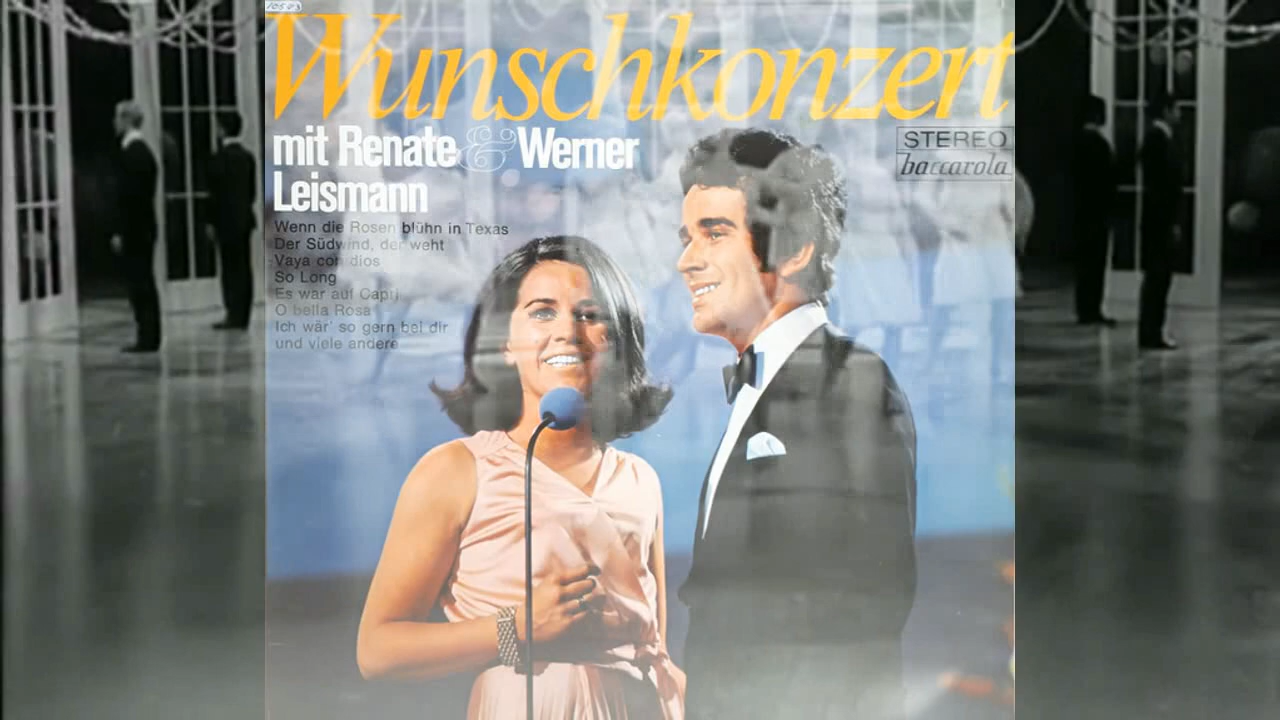 10503
Wunschkonzert
mit Renate & Werner
Leismann
STEREO
baccarola
Wenn die Rosen blühn in Texas
Der Südwind, der weht
Vaya con dios
So Long
Es war auf Capri
O bella Rosa
Ich wär' so gern bei dir
und viele andere